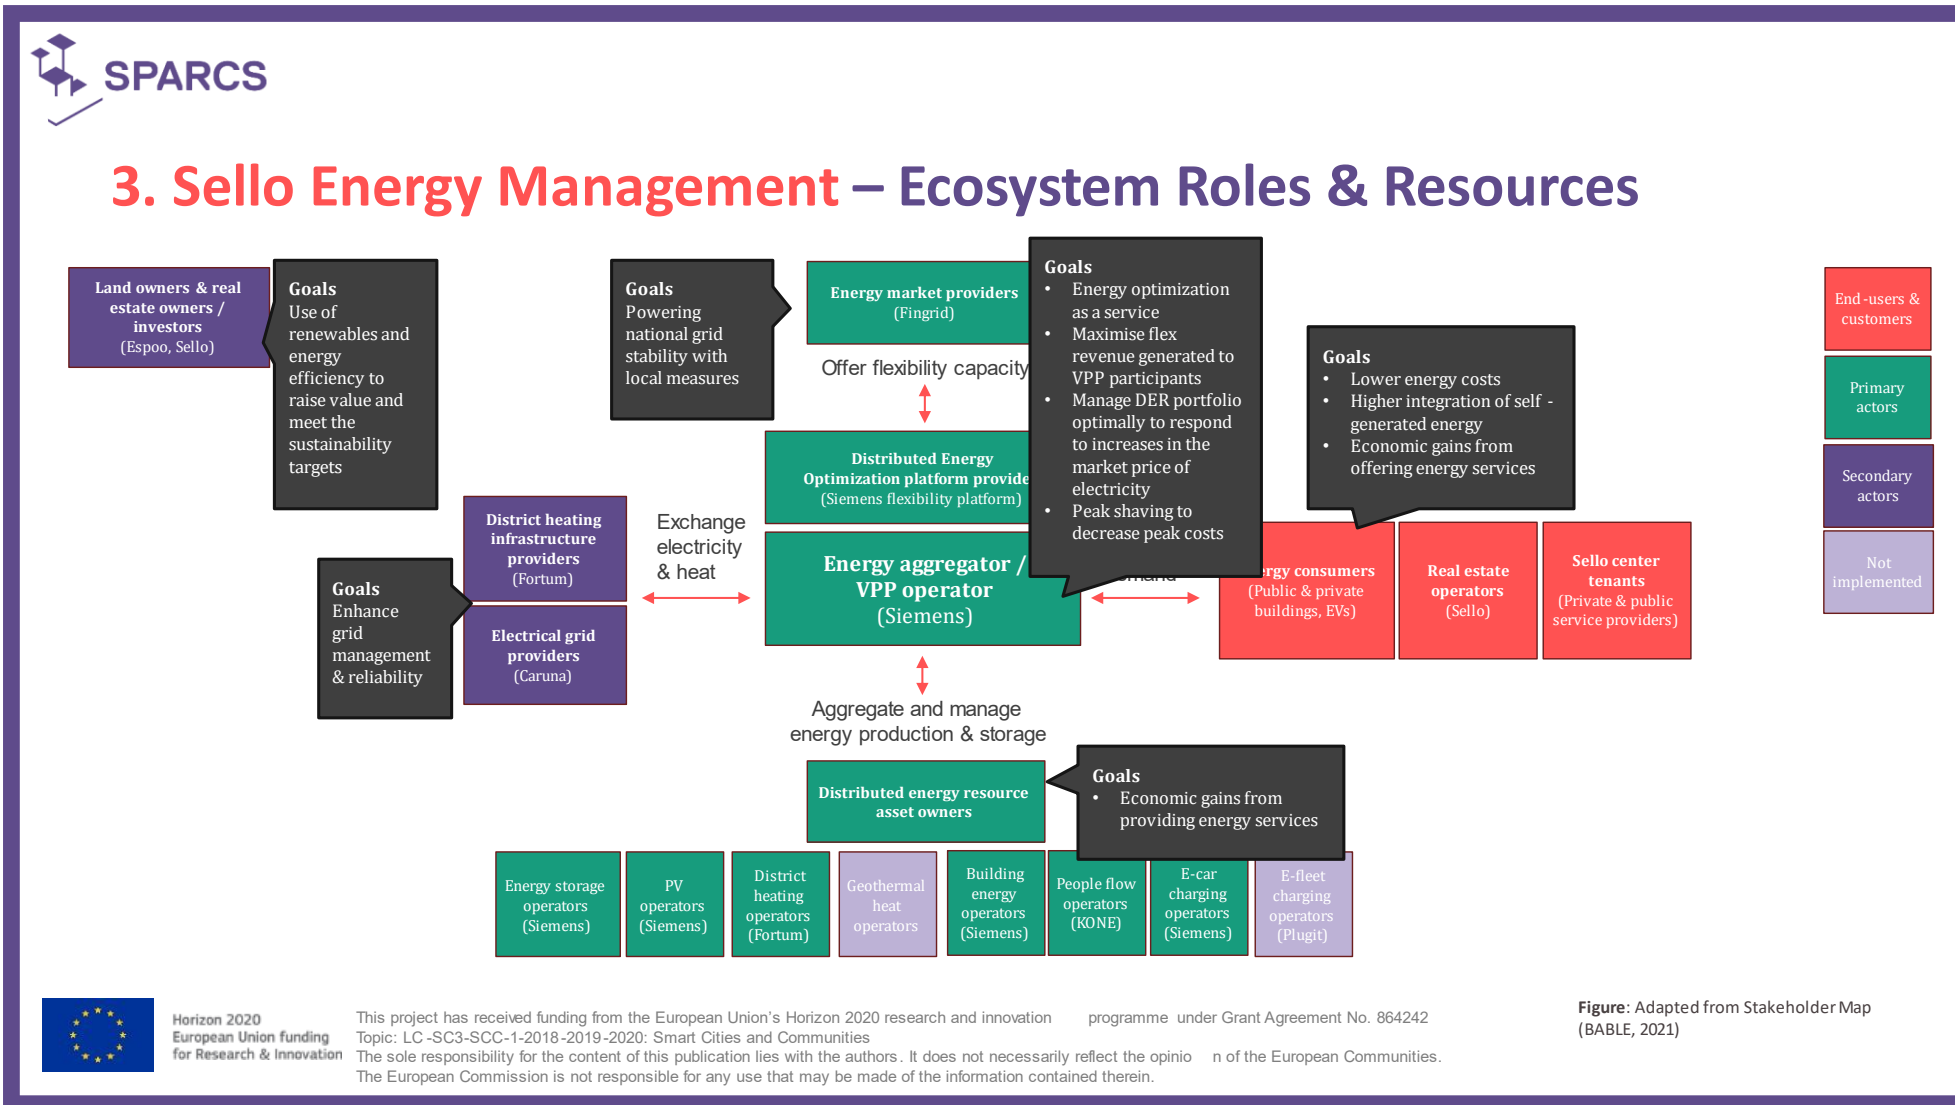 SPARCS
3. Sello Energy Management – Ecosystem Roles & Resources
Land owners & real
estate owners /
investors
(Espoo, Sello)
Goals
Use of
renewables and
energy
efficiency to
raise value and
meet the
sustainability
targets
Goals
Powering
national grid
stability with
local measures
Energy market providers
(Fingrid)
Offer flexibility capacity
Distributed Energy
Optimization platform provide
(Siemens flexibility platform)
Goals
• Energy optimization
as a service
• Maximise flex
revenue generated to
VPP participants
• Manage DER portfolio
optimally to respond
to increases in the
market price of
electricity
• Peak shaving to
decrease peak costs
Goals
• Lower energy costs
• Higher integration of self -
generated energy
• Economic gains from
offering energy services
End -users &
customers
Primary
actors
Secondary
actors
Not
implemented
District heating
infrastructure
providers
(Fortum)
Exchange
electricity
& heat
Energy aggregator /
VPP operator
(Siemens)
ergy consumers
(Public & private
buildings, EVs)
Real estate
operators
(Sello)
Sello center
tenants
(Private & public
service providers)
Goals
Enhance
grid
management
& reliability
Electrical grid
providers
(Caruna)
Aggregate and manage
energy production & storage
Distributed energy resource
asset owners
Goals
• Economic gains from
providing energy services
Energy storage
operators
(Siemens)
PV
operators
(Siemens)
District
heating
operators
(Fortum)
Geothermal
heat
operators
Building
energy
operators
(Siemens)
People flow
operators
(KONE)
E-car
charging
operators
(Siemens)
E-fleet
charging
operators
(Plugit)
Horizon 2020
European Union funding
for Research & Innovation
This project has received funding from the European Union's Horizon 2020 research and innovation programme under Grant Agreement No. 864242
Topic: LC -SC3-SCC-1-2018 -2019 -2020: Smart Cities and Communities
The sole responsibility for the content of this publication lies with the authors. It does not necessarily reflect the opinio n of the European Communities.
The European Commission is not responsible for any use that may be made of the information contained therein.
Figure: Adapted from Stakeholder Map
(BABLE, 2021)